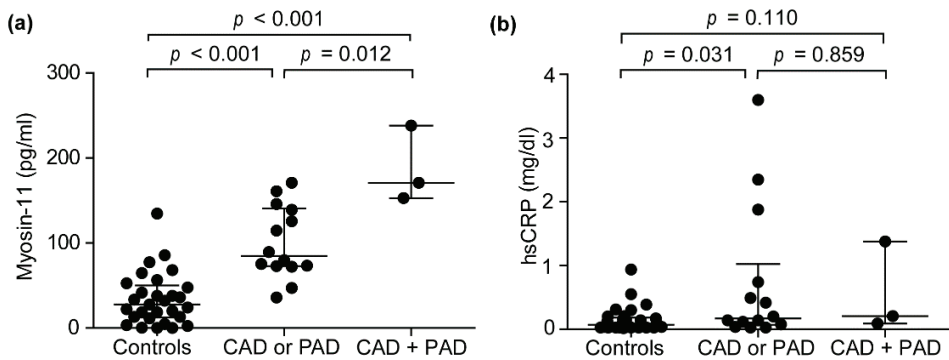 (a)
p < 0.001
p < 0.001
p = 0.012
Myosin-11 (pg/ml)
300
200
100
0
Controls
CAD or PAD
CAD + PAD
(b)
p = 0.110
p = 0.031
p = 0.859
hsCRP (mg/dl)
4
3
2
1
0
Controls
CAD or PAD
CAD + PAD